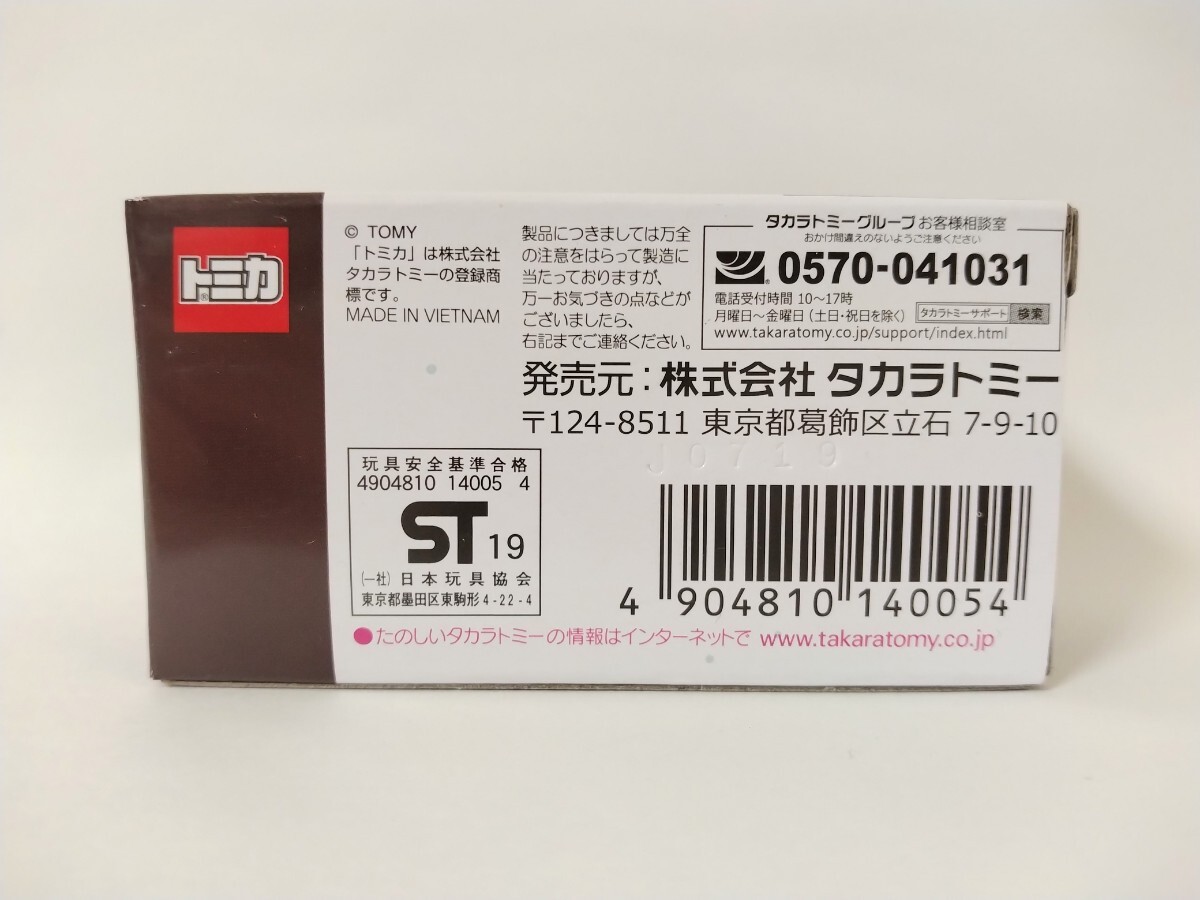 トミカ®
© TOMY
「トミカ」は株式会社
タカラトミーの登録商
標です。
MADE IN VIETNAM
製品につきましては万全
の注意をはらって製造に
当たっておりますが、
万一お気づきの点などが
ございましたら、
右記までご連絡ください。
タカラトミーグループ お客様相談室
おかけ間違えのないようご注意ください
0570-041031
電話受付時間 10〜17時
月曜日〜金曜日(土日・祝日を除く) タカラトミーサポート 検索
www.takaratomy.co.jp/support/index.html
発売元:株式会社 タカラトミー
〒124-8511 東京都葛飾区立石 7-9-10
J0719
玩具安全基準合格
4904810 14005 4
ST 19
(一社) 日本玩具協会
東京都墨田区東駒形 4-22-4
4 904810 140054
●たのしいタカラトミーの情報はインターネットで www.takaratomy.co.jp